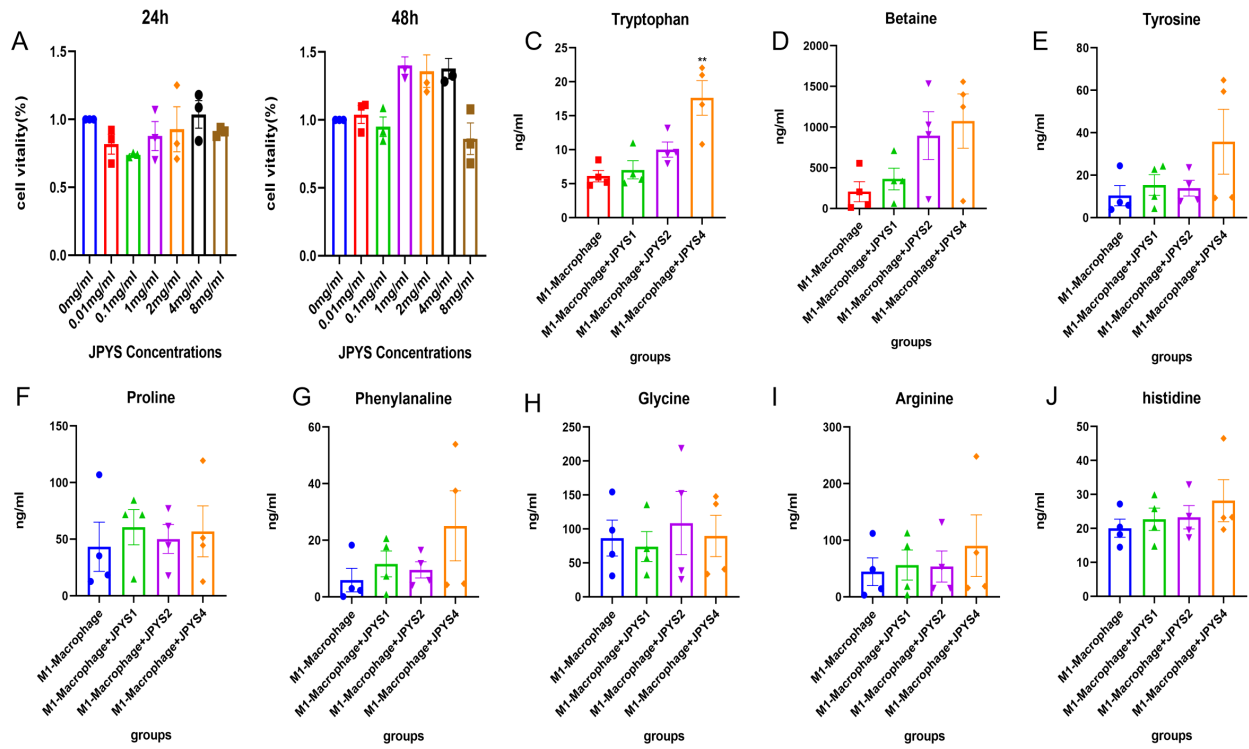 A
24h
cell vitality(%)
1.5
1.0
0.5
0.0
0mg/ml
0.01mg/ml
0.1mg/ml
1mg/ml
2mg/ml
4mg/ml
8mg/ml
JPYS Concentrations
48h
cell vitality(%)
1.5
1.0
0.5
0.0
0mg/ml
0.01mg/ml
0.1mg/ml
1mg/ml
2mg/ml
4mg/ml
8mg/ml
JPYS Concentrations
C
Tryptophan
ng/ml
25
20
15
10
5
0
**
M1-Macrophage
M1-Macrophage+JPYS1
M1-Macrophage+JPYS2
M1-Macrophage+JPYS4
groups
D
Betaine
ng/ml
2000
1500
1000
500
0
M1-Macrophage
M1-Macrophage+JPYS1
M1-Macrophage+JPYS2
M1-Macrophage+JPYS4
groups
E
Tyrosine
ng/ml
80
60
40
20
0
M1-Macrophage
M1-Macrophage+JPYS1
M1-Macrophage+JPYS2
M1-Macrophage+JPYS4
groups
F
Proline
ng/ml
150
100
50
0
M1-Macrophage
M1-Macrophage+JPYS1
M1-Macrophage+JPYS2
M1-Macrophage+JPYS4
groups
G
Phenylanaline
ng/ml
60
40
20
0
M1-Macrophage
M1-Macrophage+JPYS1
M1-Macrophage+JPYS2
M1-Macrophage+JPYS4
groups
H
Glycine
ng/ml
250
200
150
100
50
0
M1-Macrophage
M1-Macrophage+JPYS1
M1-Macrophage+JPYS2
M1-Macrophage+JPYS4
groups
I
Arginine
ng/ml
300
200
100
0
M1-Macrophage
M1-Macrophage+JPYS1
M1-Macrophage+JPYS2
M1-Macrophage+JPYS4
groups
J
histidine
ng/ml
50
40
30
20
10
0
M1-Macrophage
M1-Macrophage+JPYS1
M1-Macrophage+JPYS2
M1-Macrophage+JPYS4
groups